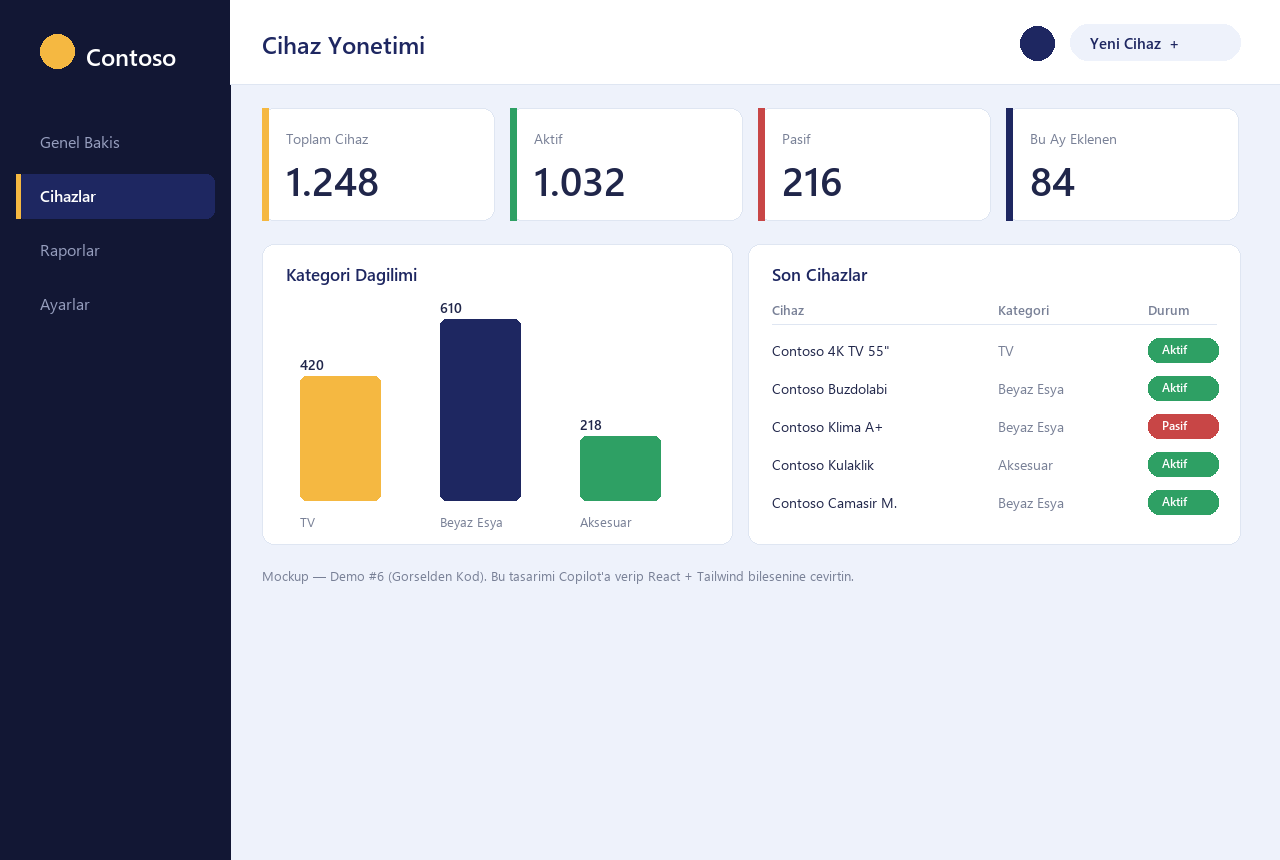 Contoso
Genel Bakis
Cihazlar
Raporlar
Ayarlar
Cihaz Yonetimi
Yeni Cihaz +
Toplam Cihaz
1.248
Aktif
1.032
Pasif
216
Bu Ay Eklenen
84
Kategori Dagilimi
420
610
218
TV
Beyaz Esya
Aksesuar
Son Cihazlar
Cihaz Kategori Durum
Contoso 4K TV 55" TV Aktif
Contoso Buzdolabi Beyaz Esya Aktif
Contoso Klima A+ Beyaz Esya Pasif
Contoso Kulaklik Aksesuar Aktif
Contoso Camasir M. Beyaz Esya Aktif
Mockup — Demo #6 (Gorselden Kod). Bu tasarimi Copilot'a verip React + Tailwind bilesenine cevirtin.